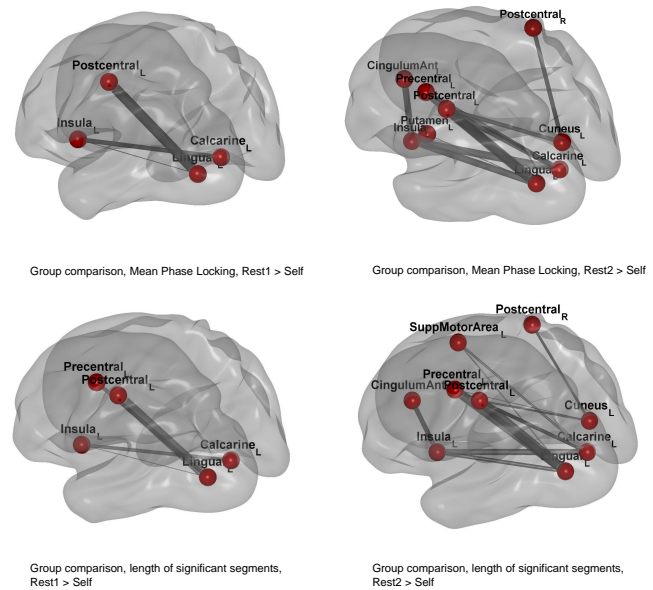 Postcentral L
Insula L
Calcarine L
Lingual L
Group comparison, Mean Phase Locking, Rest1 > Self
Postcentral R
CingulumAnt L
Precentral L
Postcentral L
Putamen L
Insula L
Cuneus L
Calcarine L
Lingual L
Group comparison, Mean Phase Locking, Rest2 > Self
Precentral L
Postcentral L
Insula L
Calcarine L
Lingual L
Group comparison, length of significant segments,
Rest1 > Self
Postcentral R
SuppMotorArea L
Precentral L
CingulumAnt L
Postcentral L
Cuneus L
Insula L
Calcarine L
Lingual L
Group comparison, length of significant segments,
Rest2 > Self